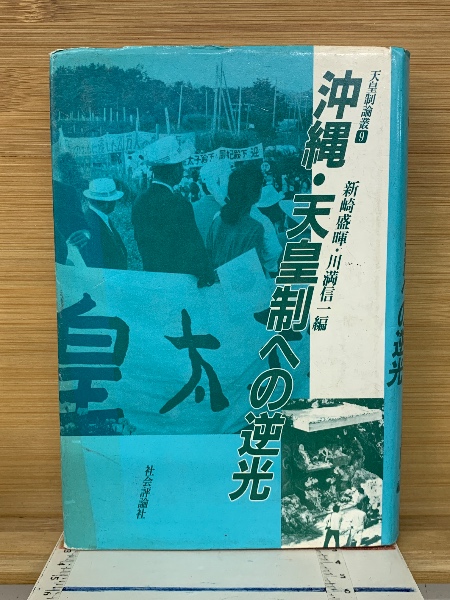 天皇制論叢9
沖縄・天皇制への逆光
新崎盛暉・川満信一編
皇太
社会評論社
の逆光